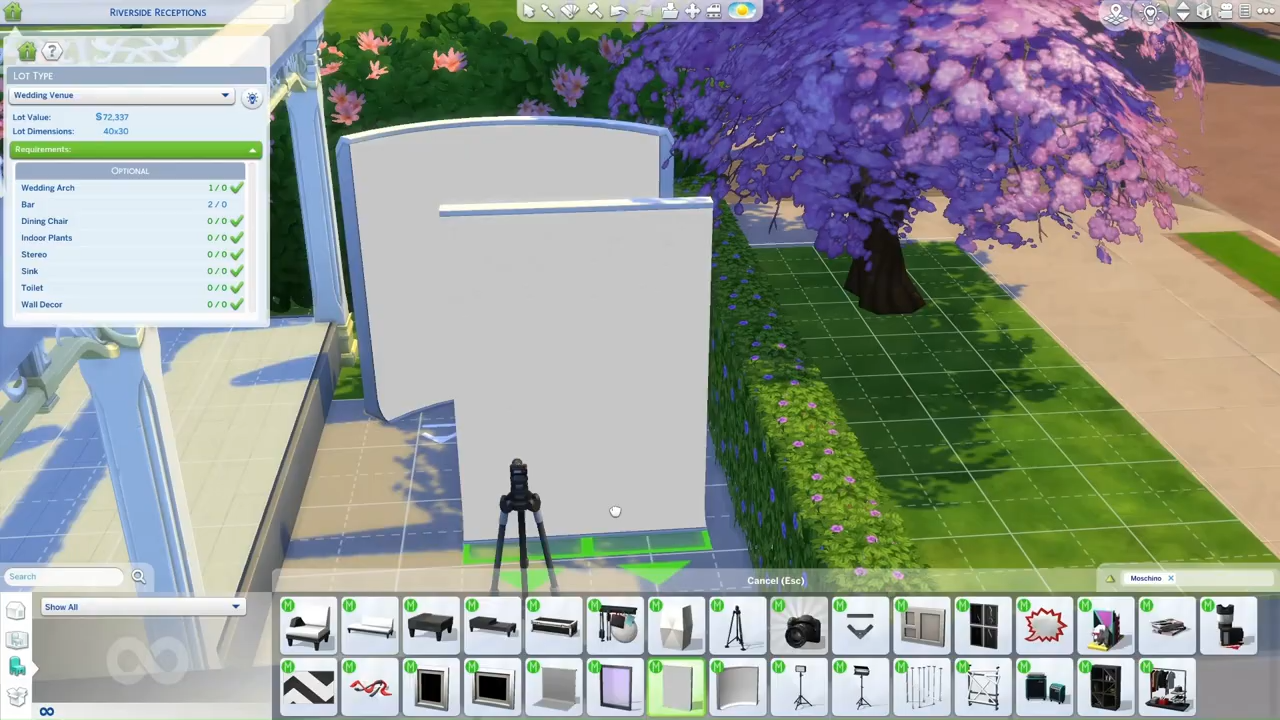 RIVERSIDE RECEPTIONS
LOT TYPE
Wedding Venue
Lot Value: §72,337
Lot Dimensions: 40x30
Requirements:
OPTIONAL
Wedding Arch 1 / 0
Bar 2 / 0
Dining Chair 0 / 0
Indoor Plants 0 / 0
Stereo 0 / 0
Sink 0 / 0
Toilet 0 / 0
Wall Decor 0 / 0
Cancel (Esc)
Moschino
Search
Show All